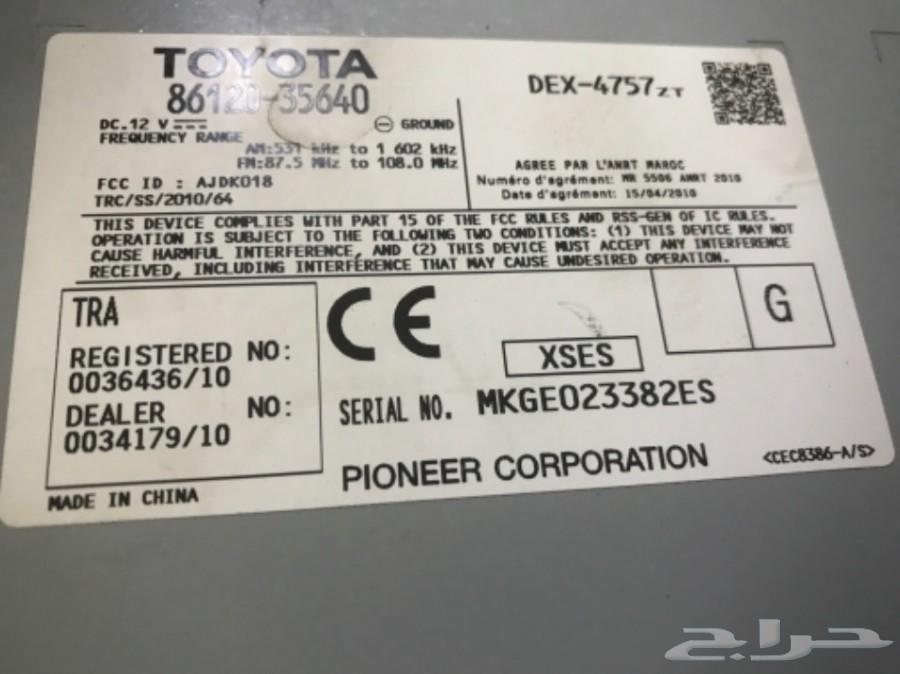 TOYOTA
86120-35640
DEX-4757ZT
DC.12 V
GROUND
FREQUENCY RANGE
AM:531 kHz to 1 602 kHz
FM:87.5 MHz to 108.0 MHz
FCC ID : AJDK018
TRC/SS/2010/64
AGREE PAR L'ANRT MAROC
Numéro d'agrément: MR 5506 ANRT 2010
Date d'agrément: 15/04/2010
THIS DEVICE COMPLIES WITH PART 15 OF THE FCC RULES AND RSS-GEN OF IC RULES.
OPERATION IS SUBJECT TO THE FOLLOWING TWO CONDITIONS: (1) THIS DEVICE MAY NOT
CAUSE HARMFUL INTERFERENCE, AND (2) THIS DEVICE MUST ACCEPT ANY INTERFERENCE
RECEIVED, INCLUDING INTERFERENCE THAT MAY CAUSE UNDESIRED OPERATION.
TRA
REGISTERED NO:
0036436/10
DEALER NO:
0034179/10
CE
G
XSES
SERIAL NO. MKGE023382ES
PIONEER CORPORATION
<CEC8386-A/S>
MADE IN CHINA
حراج